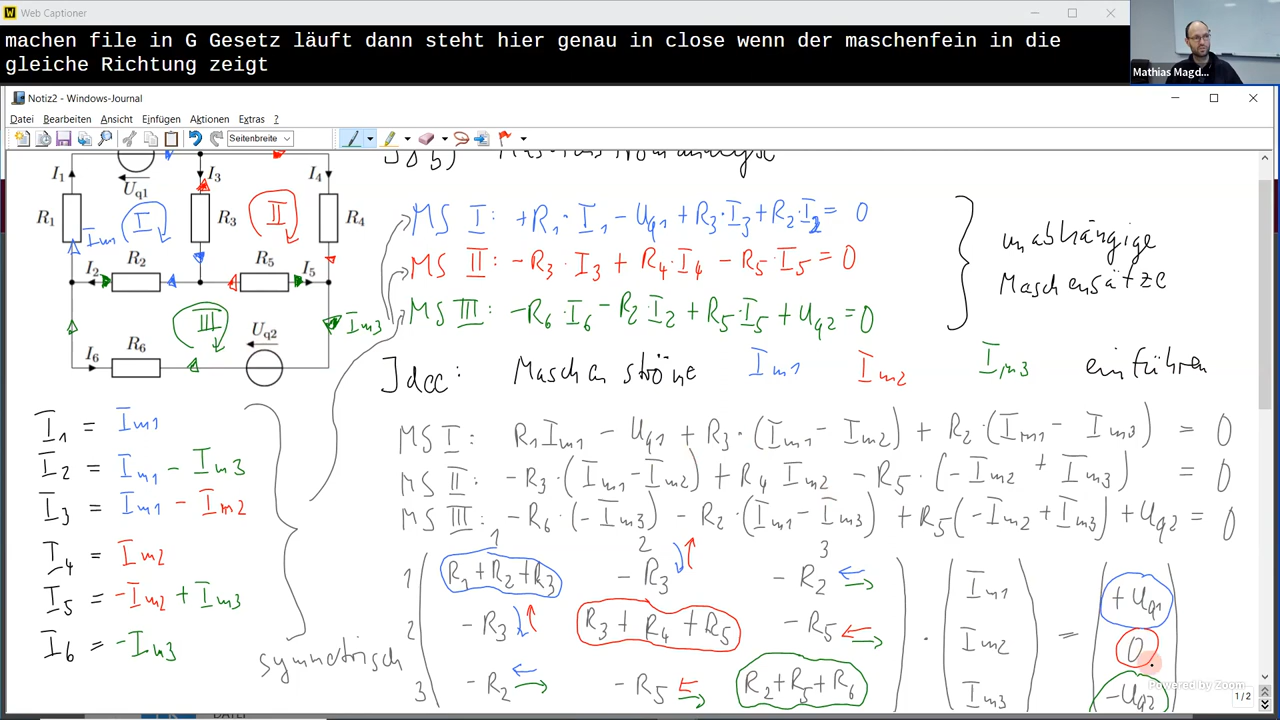 Web Captioner
machen file in G Gesetz läuft dann steht hier genau in close wenn der maschenfein in die
gleiche Richtung zeigt
Mathias Magd...
Notiz2 - Windows-Journal
Datei Bearbeiten Ansicht Einfügen Aktionen Extras ?
Seitenbreite
I1 Uq1 I3 I4
R1 I R3 II R4
Im1
I2 R2 R5 I5
III Im3
Uq2
I6 R6
MS I: +R1·I1 - Uq1 + R3·I3 + R2·I2 = 0
MS II: -R3·I3 + R4·I4 - R5·I5 = 0
MS III: -R6·I6 - R2·I2 + R5·I5 + Uq2 = 0
unabhängige
Maschensätze
Idee: Maschenströme Im1 Im2 Im3 einführen
I1 = Im1
I2 = Im1 - Im3
I3 = Im1 - Im2
I4 = Im2
I5 = -Im2 + Im3
I6 = -Im3
MS I: R1 Im1 - Uq1 + R3·(Im1 - Im2) + R2·(Im1 - Im3) = 0
MS II: -R3·(Im1 - Im2) + R4 Im2 - R5·(-Im2 + Im3) = 0
MS III: -R6·(-Im3) - R2·(Im1 - Im3) + R5(-Im2 + Im3) + Uq2 = 0
1 2 3
1 R1+R2+R3 -R3 -R2 Im1 +Uq1
2 -R3 R3+R4+R5 -R5 · Im2 = 0
symmetrisch
3 -R2 -R5 R2+R5+R6 Im3 -Uq2
Powered by Zoom
1/2